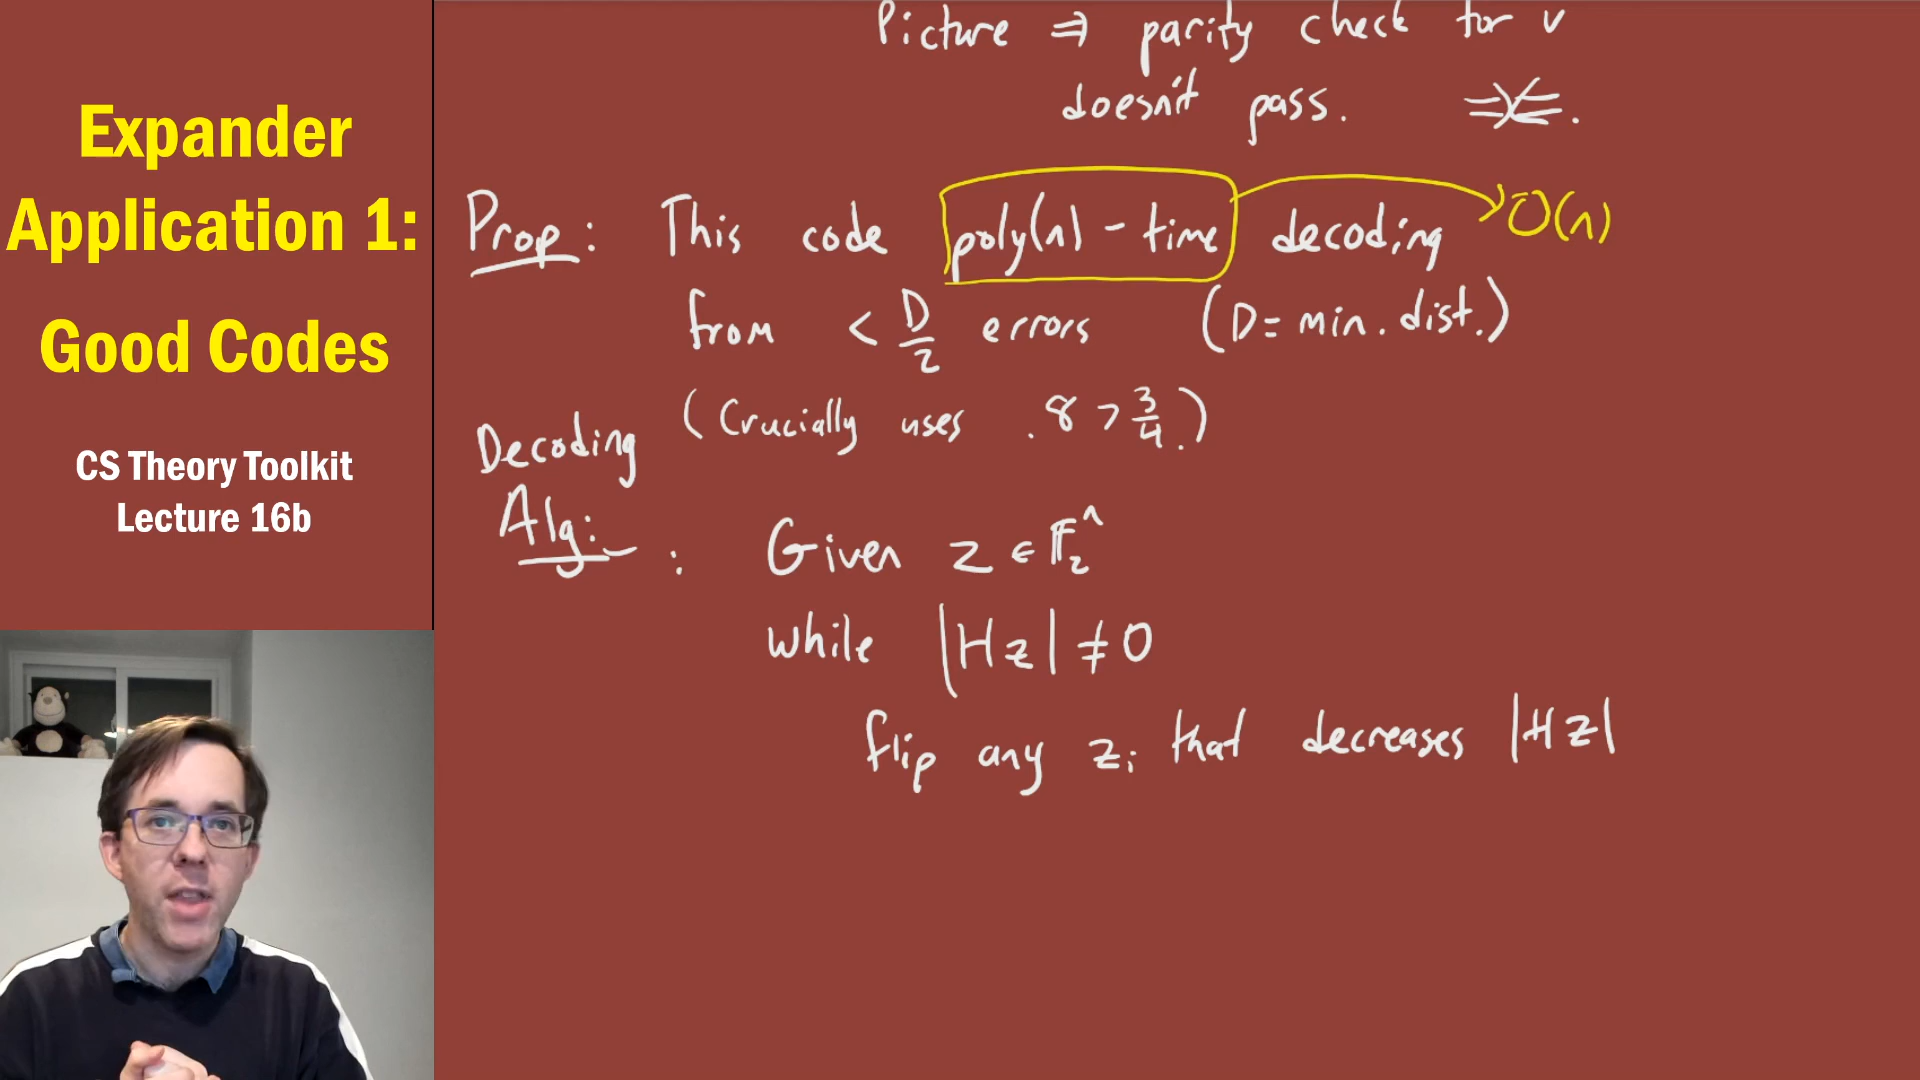 Expander
Application 1:
Good Codes
CS Theory Toolkit
Lecture 16b
Picture ⇒ parity check for v
doesn't pass. ⇒⇐.
Prop: This code poly(n)-time decoding → O(n)
from < D/2 errors (D = min. dist.)
(Crucially uses .8 > 3/4.)
Decoding
Alg: : Given z ∈ F₂ⁿ
while |Hz| ≠ 0
flip any zᵢ that decreases |Hz|